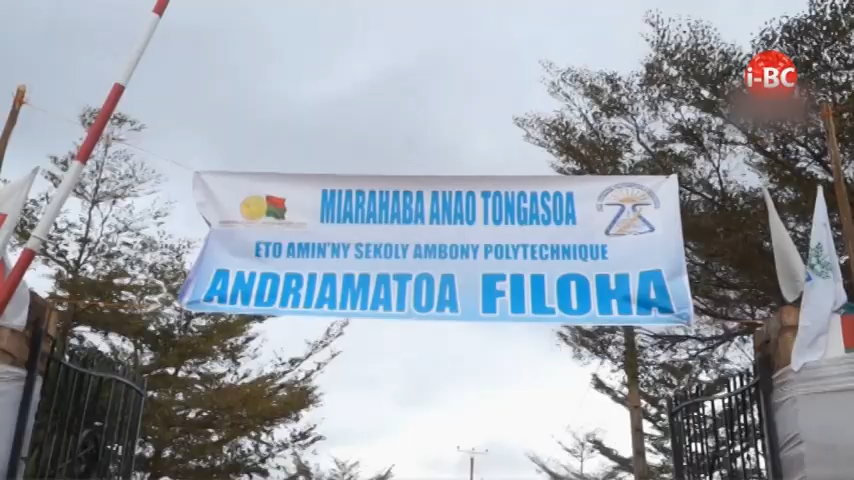 i-BC
MIARAHABA ANAO TONGASOA
ETO AMIN'NY SEKOLY AMBONY POLYTECHNIQUE
ANDRIAMATOA FILOHA